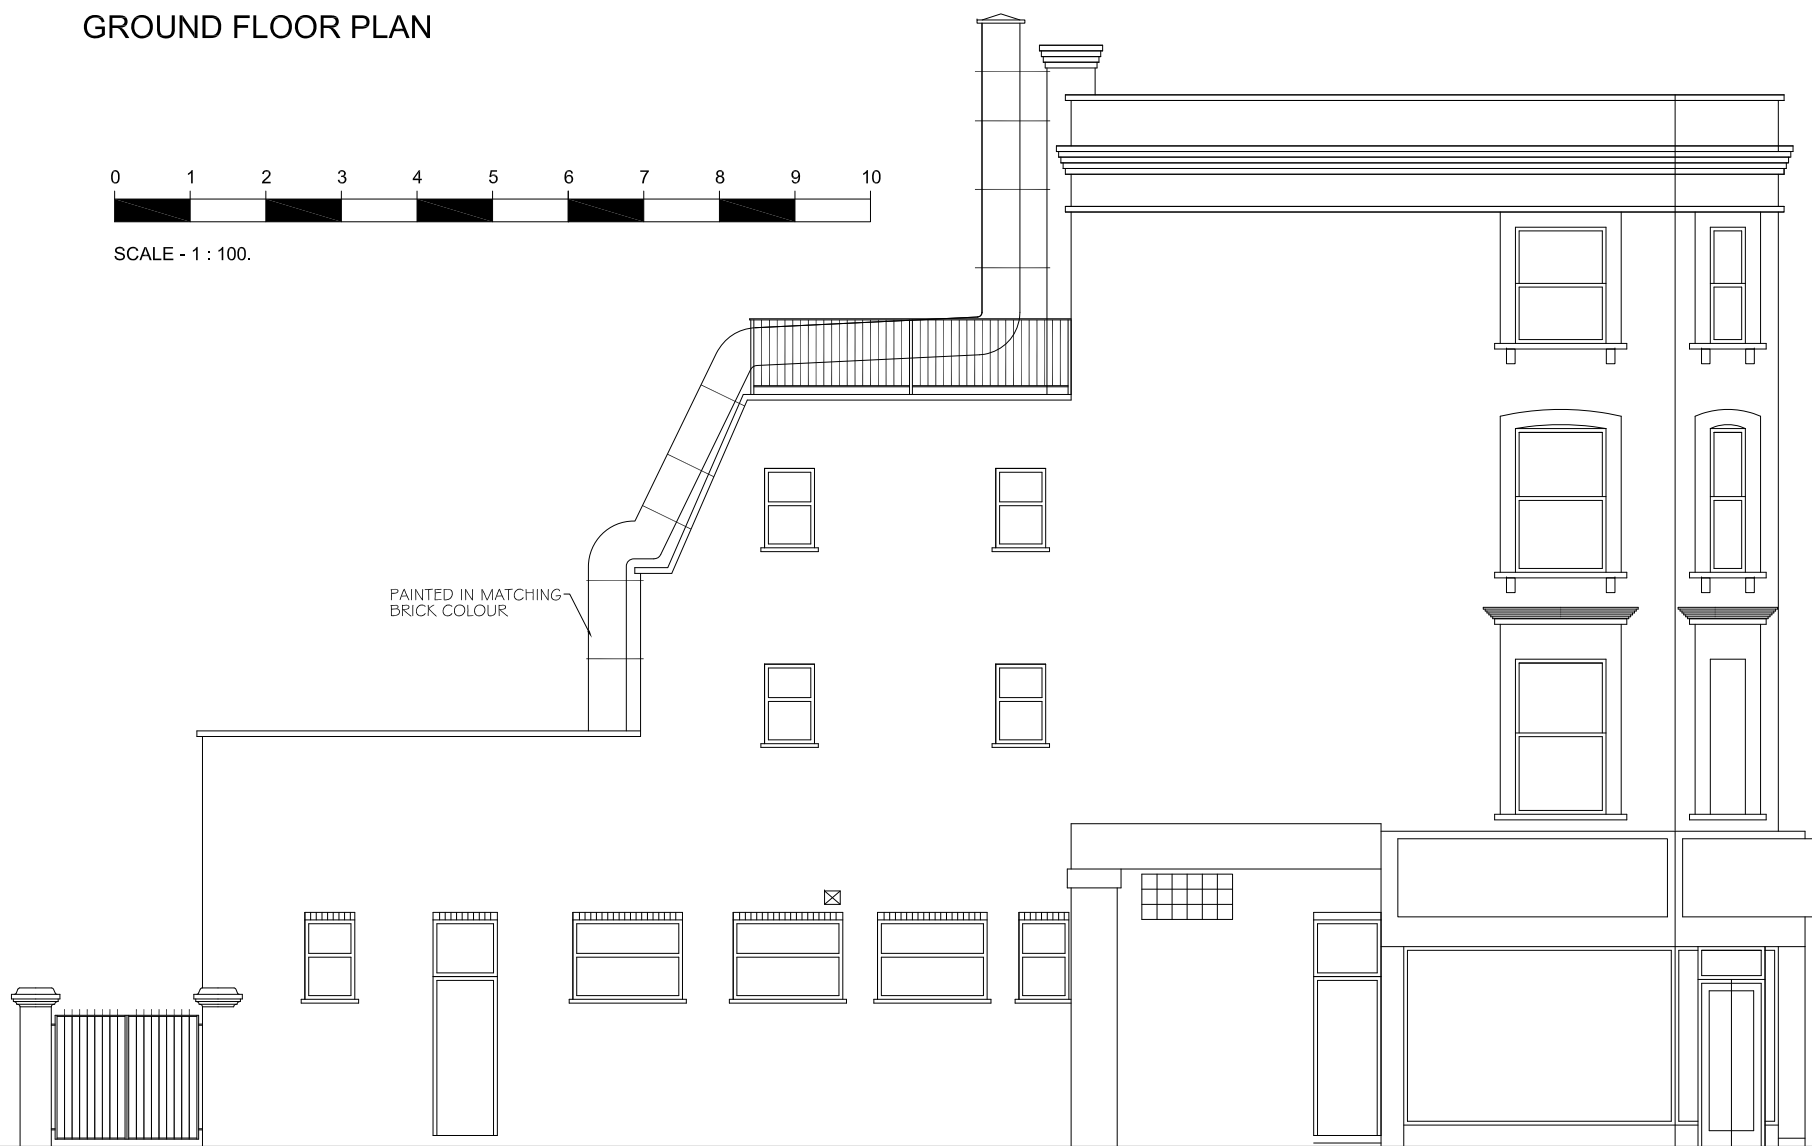 GROUND FLOOR PLAN
0 1 2 3 4 5 6 7 8 9 10
SCALE - 1 : 100.
PAINTED IN MATCHING
BRICK COLOUR